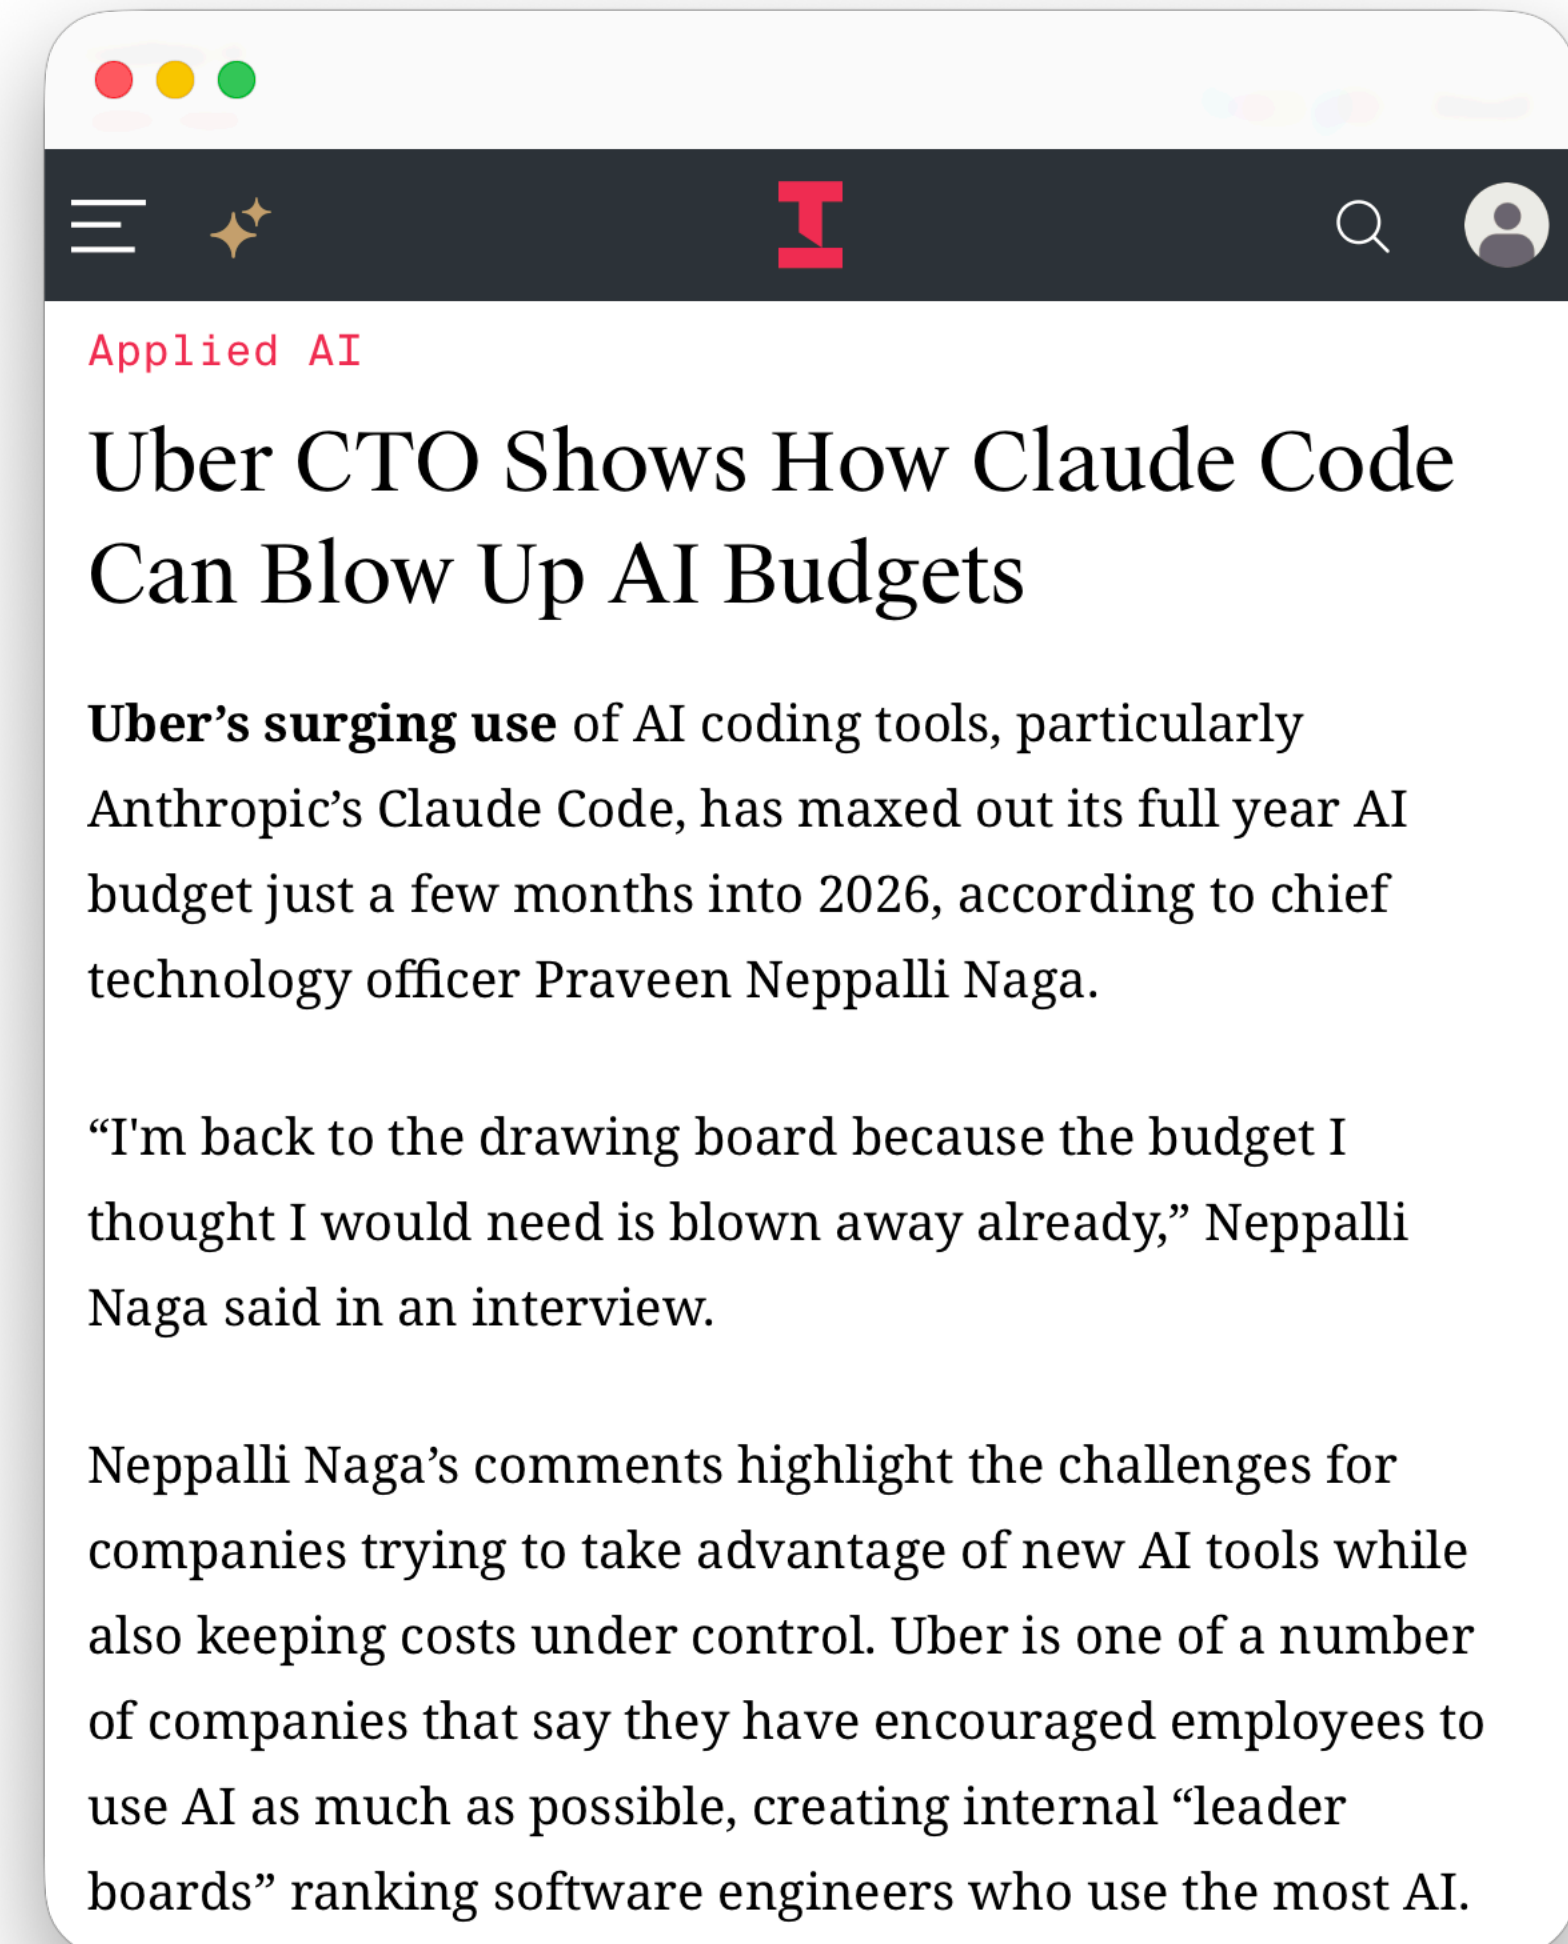 Applied AI
Uber CTO Shows How Claude Code
Can Blow Up AI Budgets
Uber’s surging use of AI coding tools, particularly
Anthropic’s Claude Code, has maxed out its full year AI
budget just a few months into 2026, according to chief
technology officer Praveen Neppalli Naga.
“I'm back to the drawing board because the budget I
thought I would need is blown away already,” Neppalli
Naga said in an interview.
Neppalli Naga’s comments highlight the challenges for
companies trying to take advantage of new AI tools while
also keeping costs under control. Uber is one of a number
of companies that say they have encouraged employees to
use AI as much as possible, creating internal “leader
boards” ranking software engineers who use the most AI.